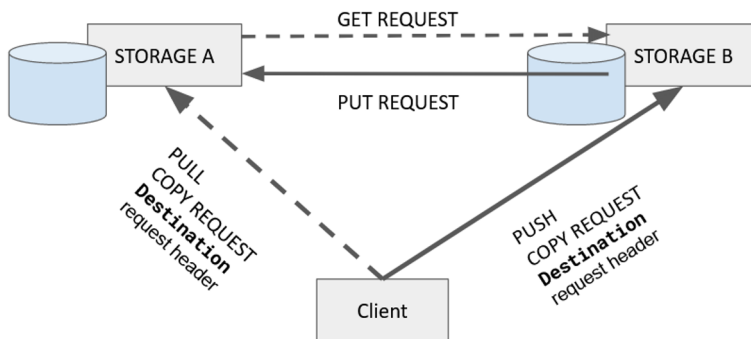 GET REQUEST
STORAGE A
STORAGE B
PUT REQUEST
PULL
COPY REQUEST
Destination
request header
PUSH
COPY REQUEST
Destination
request header
Client